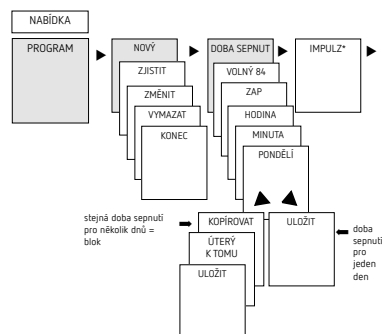 NABÍDKA
PROGRAM
NOVÝ
ZJISTIT
ZMĚNIT
VYMAZAT
KONEC
DOBA SEPNUT
VOLNÝ 84
ZAP
HODINA
MINUTA
PONDĚLÍ
IMPULZ*
stejná doba sepnutí
pro několik dnů =
blok
KOPÍROVAT
ÚTERÝ
K TOMU
ULOŽIT
ULOŽIT
doba
sepnutí
pro
jeden
den